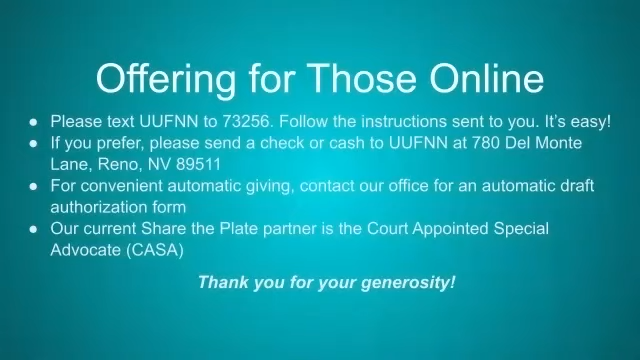 Offering for Those Online
● Please text UUFNN to 73256. Follow the instructions sent to you. It's easy!
● If you prefer, please send a check or cash to UUFNN at 780 Del Monte
Lane, Reno, NV 89511
● For convenient automatic giving, contact our office for an automatic draft
authorization form
● Our current Share the Plate partner is the Court Appointed Special
Advocate (CASA)
Thank you for your generosity!